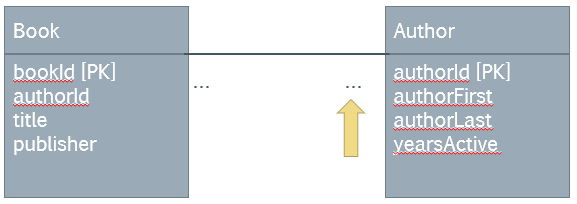 Book
bookId [PK]
authorId
title
publisher
...
...
Author
authorId [PK]
authorFirst
authorLast
yearsActive